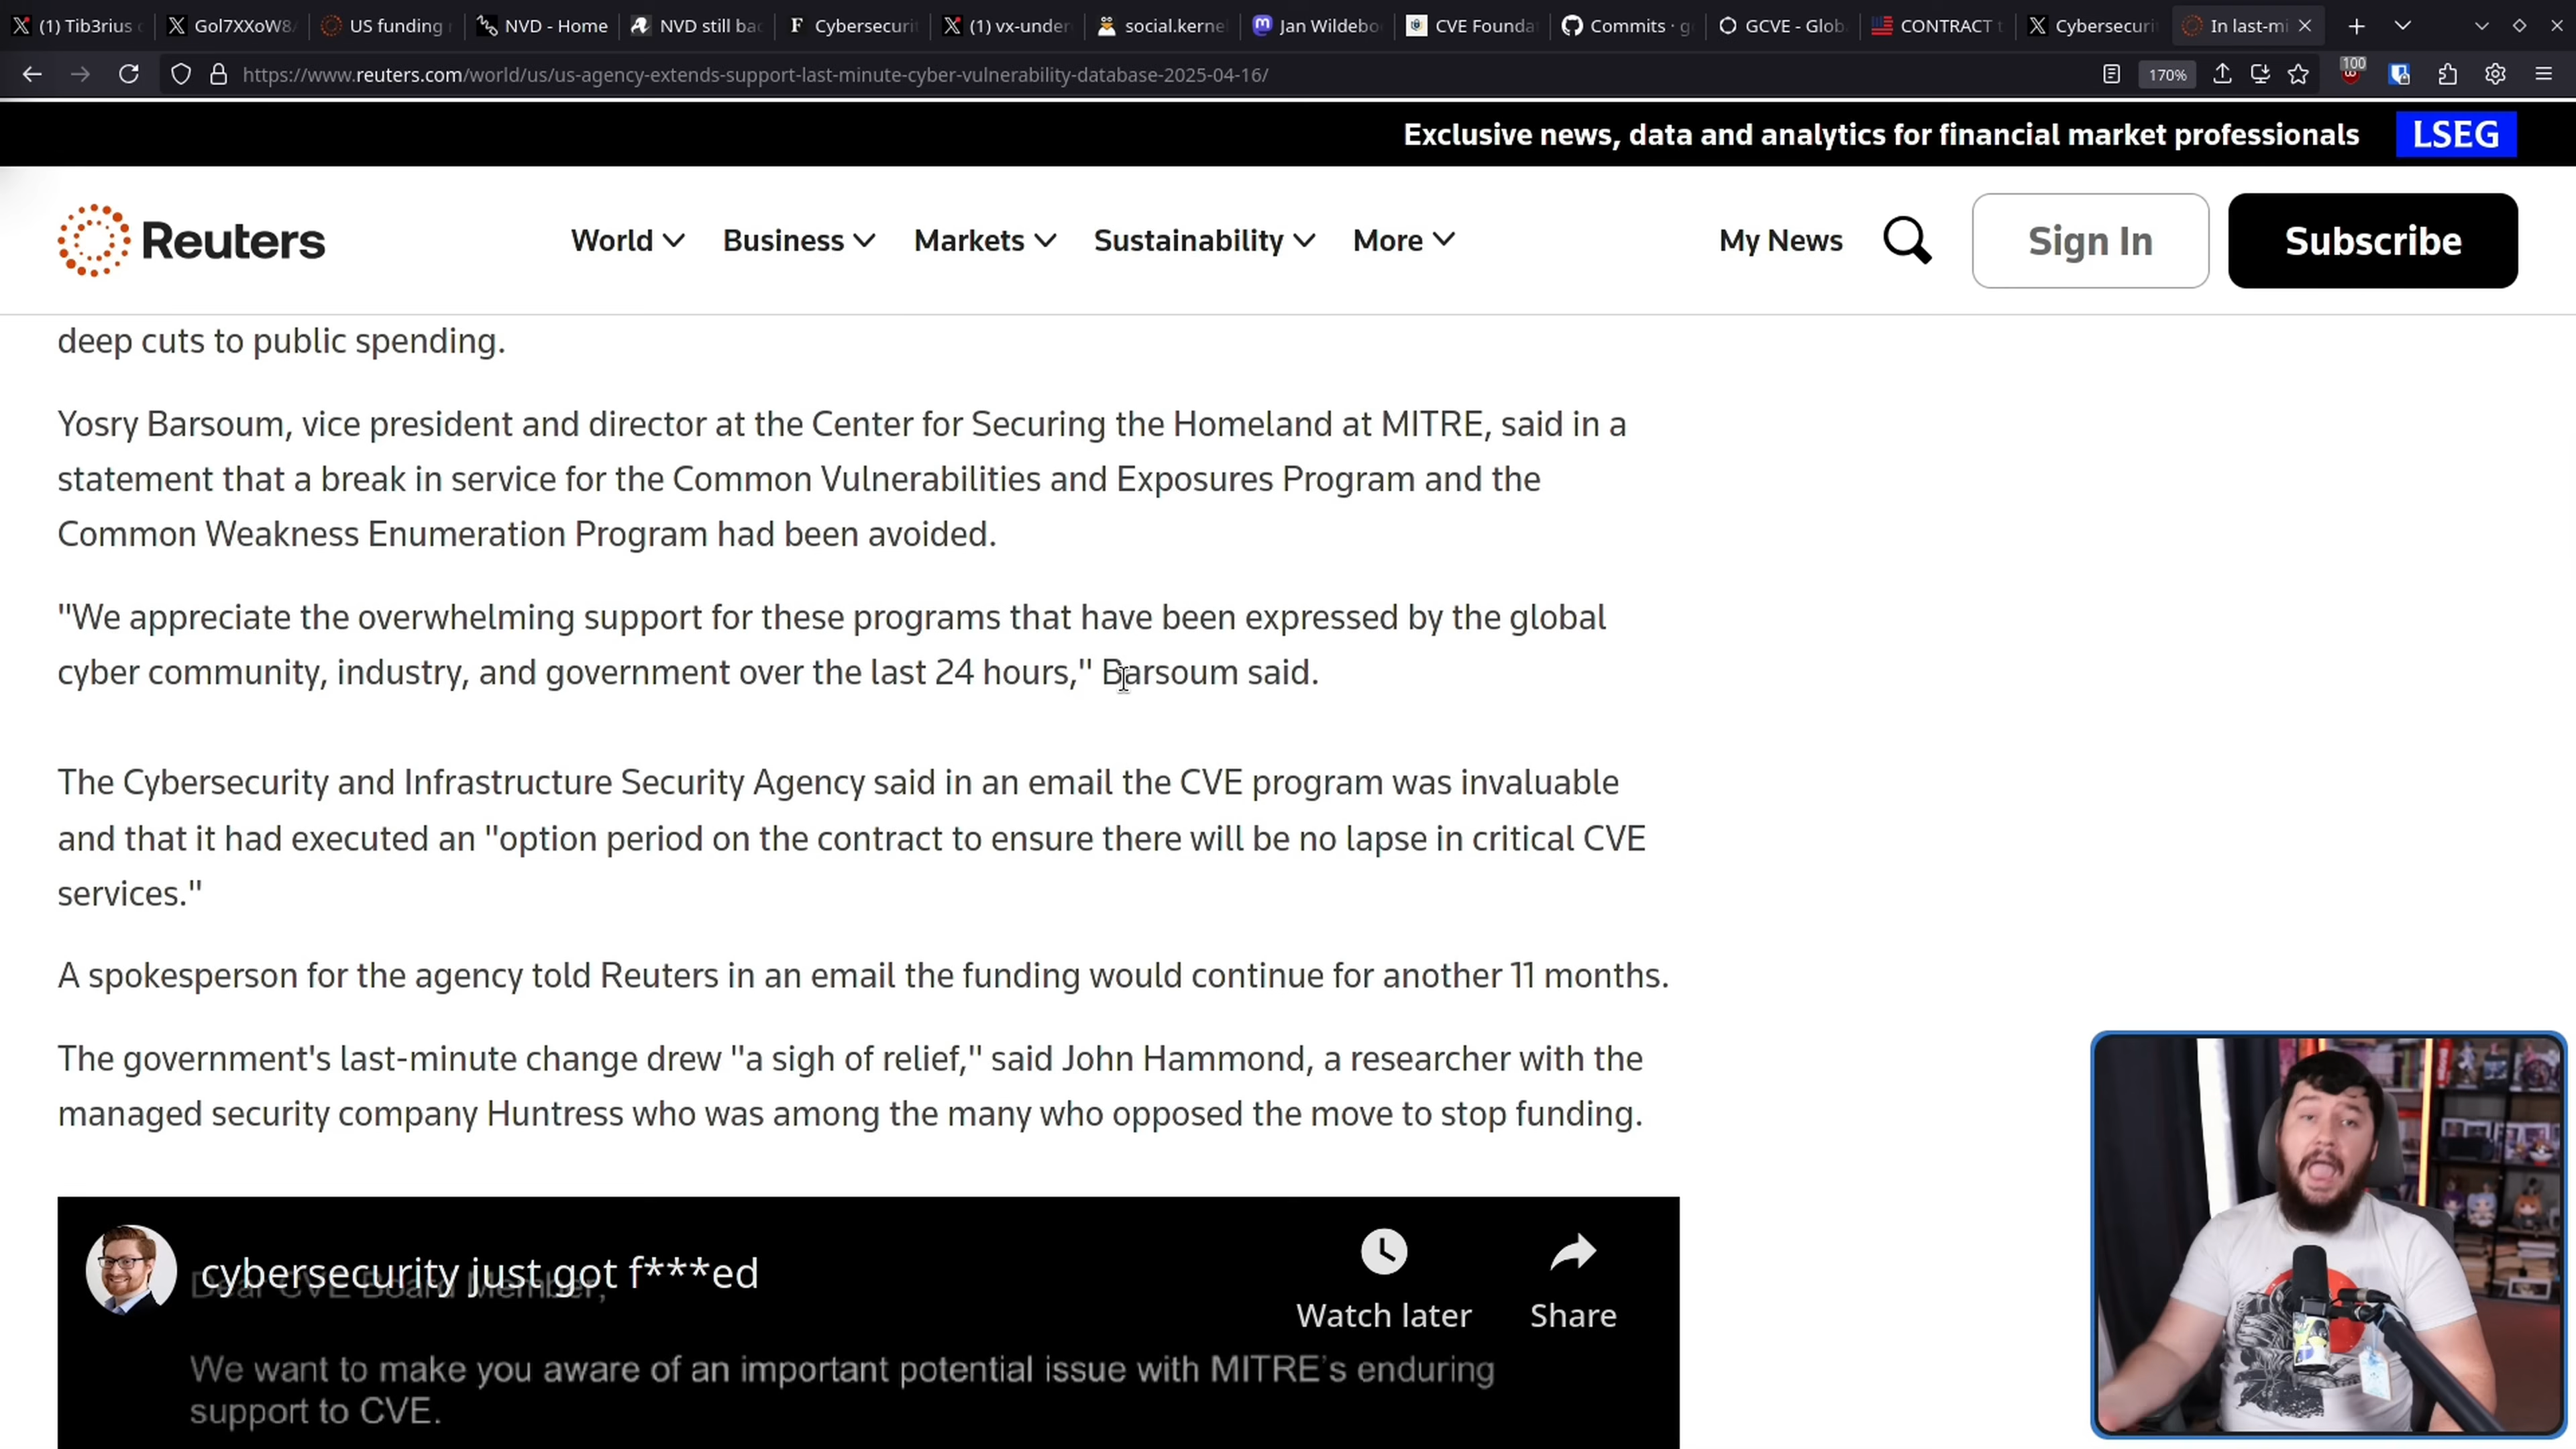 (1) Tib3rius
Gol7XXoW8
US funding
NVD - Home
NVD still ba
Cybersecuri
(1) vx-under
social.kerne
Jan Wildebo
CVE Founda
Commits · g
GCVE - Glob
CONTRACT t
Cybersecuri
In last-mi
https://www.reuters.com/world/us/us-agency-extends-support-last-minute-cyber-vulnerability-database-2025-04-16/
170%
100
Exclusive news, data and analytics for financial market professionals LSEG
Reuters
World
Business
Markets
Sustainability
More
My News
Sign In
Subscribe
deep cuts to public spending.
Yosry Barsoum, vice president and director at the Center for Securing the Homeland at MITRE, said in a
statement that a break in service for the Common Vulnerabilities and Exposures Program and the
Common Weakness Enumeration Program had been avoided.
"We appreciate the overwhelming support for these programs that have been expressed by the global
cyber community, industry, and government over the last 24 hours," Barsoum said.
The Cybersecurity and Infrastructure Security Agency said in an email the CVE program was invaluable
and that it had executed an "option period on the contract to ensure there will be no lapse in critical CVE
services."
A spokesperson for the agency told Reuters in an email the funding would continue for another 11 months.
The government's last-minute change drew "a sigh of relief," said John Hammond, a researcher with the
managed security company Huntress who was among the many who opposed the move to stop funding.
cybersecurity just got f***ed
Dear CVE Board Member,
Watch later
Share
We want to make you aware of an important potential issue with MITRE's enduring
support to CVE.